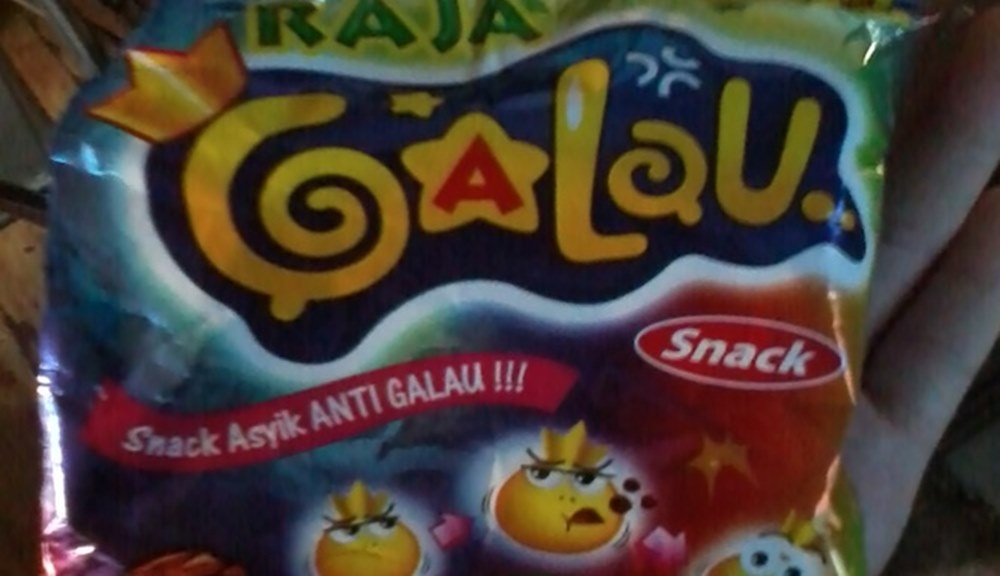 RAJA
GALaU..
Snack
Snack Asyik ANTI GALAU !!!